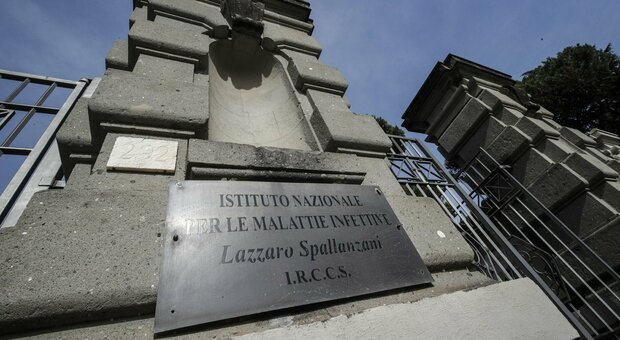 292
ISTITUTO NAZIONALE
PER LE MALATTIE INFETTIVE
Lazzaro Spallanzani
I.R.C.C.S.